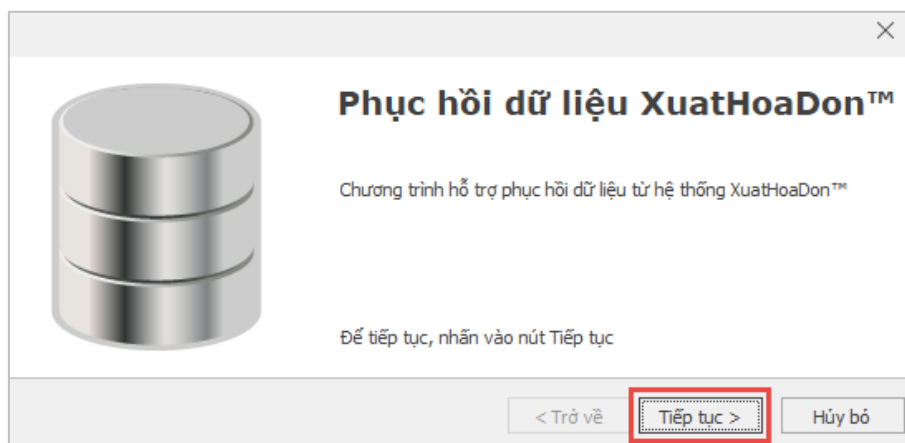 Phục hồi dữ liệu XuatHoaDon™
Chương trình hỗ trợ phục hồi dữ liệu từ hệ thống XuatHoaDon™
Để tiếp tục, nhấn vào nút Tiếp tục
< Trở về
Tiếp tục >
Hủy bỏ